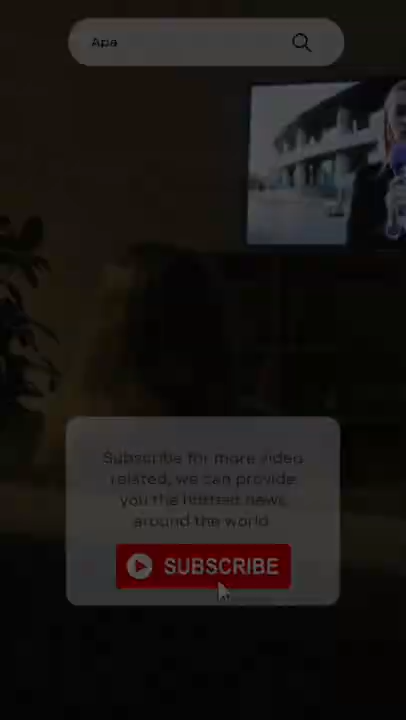 Apa
Subscribe for more video
related, we can provide
you the hottest news
around the world
SUBSCRIBE